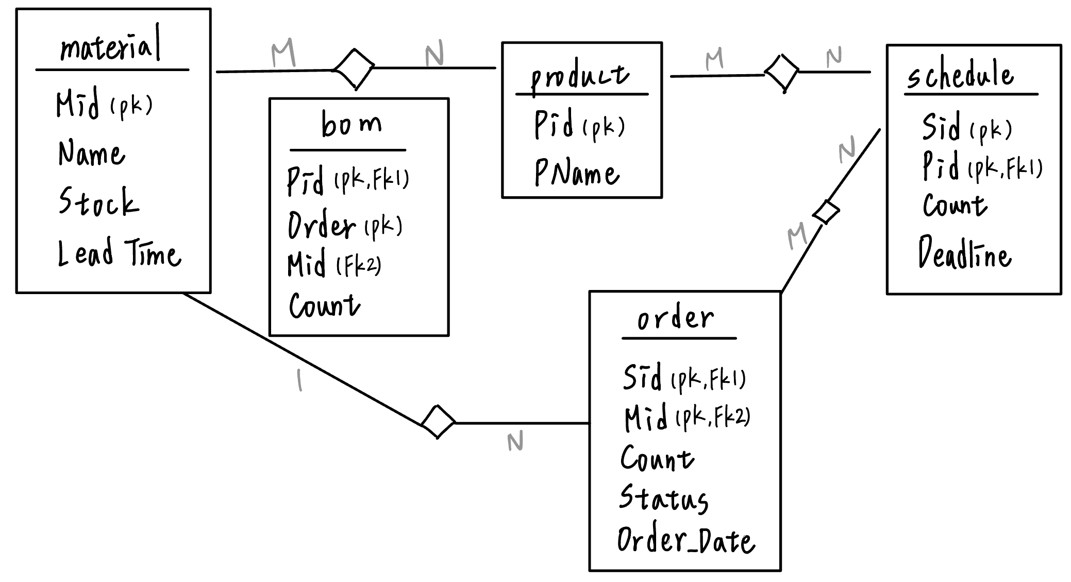 material
Mid (pk)
Name
Stock
Lead Time
M
N
bom
Pid (pk,Fk1)
Order (pk)
Mid (Fk2)
Count
product
Pid (pk)
PName
M
N
schedule
Sid (pk)
Pid (pk,Fk1)
Count
Deadline
N
M
order
Sid (pk,Fk1)
Mid (pk,Fk2)
Count
Status
Order_Date
1
N